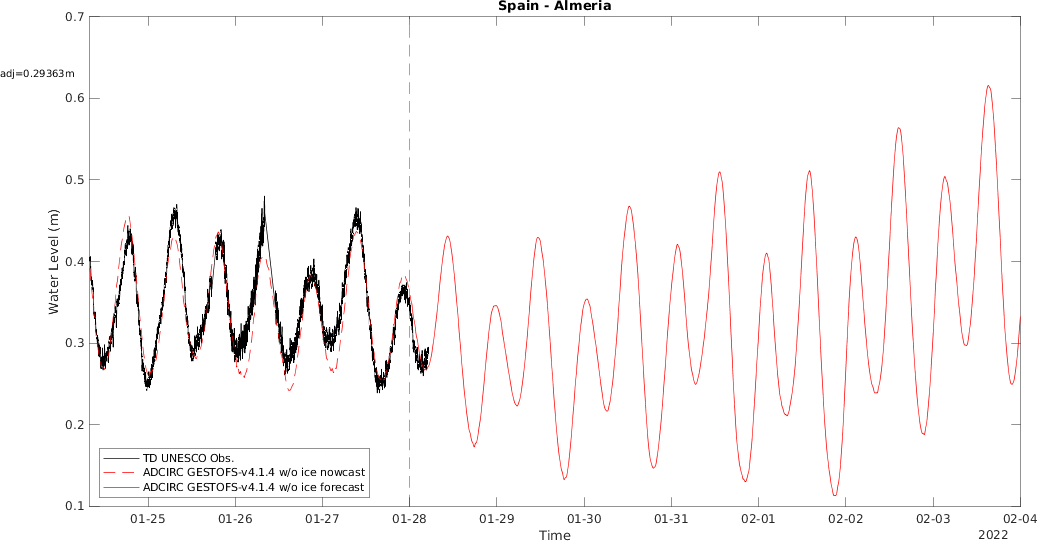 Spain - Almeria
adj=0.29363m
0.7
0.6
0.5
0.4
0.3
0.2
0.1
Water Level (m)
TD UNESCO Obs.
ADCIRC GESTOFS-v4.1.4 w/o ice nowcast
ADCIRC GESTOFS-v4.1.4 w/o ice forecast
01-25 01-26 01-27 01-28 01-29 01-30 01-31 02-01 02-02 02-03 02-04
Time
2022